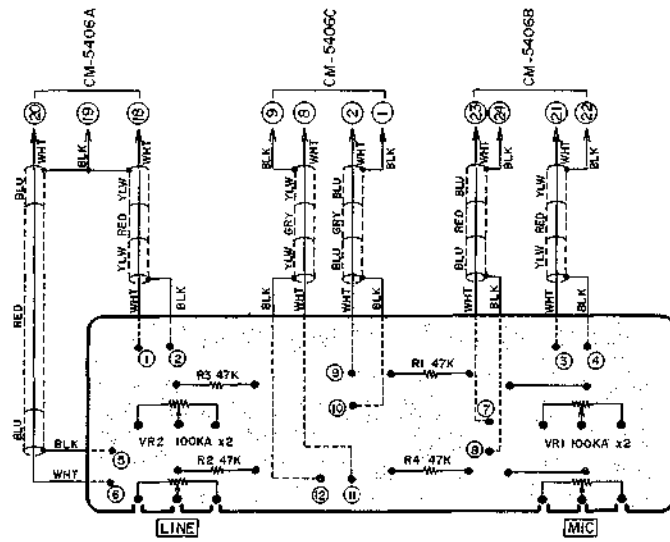 CM-5406A
CM-5406C
CM-5406B
20 19 18 9 8 2 1 23 24 21 22
WHT BLK WHT BLK WHT WHT BLK WHT BLK WHT BLK
BLU YLW YLW BLU BLU YLW
RED GRY GRY RED RED
RED
YLW YLW BLU BLU YLW
WHT BLK BLK WHT WHT BLK WHT BLK WHT BLK
1 2 3 4
R3 47K
9
R1 47K
10
7
VR2 100KA x2
VR1 100KA x2
BLU
BLK
5
8
R2 47K
R4 47K
WHT
6
12
11
LINE
MIC